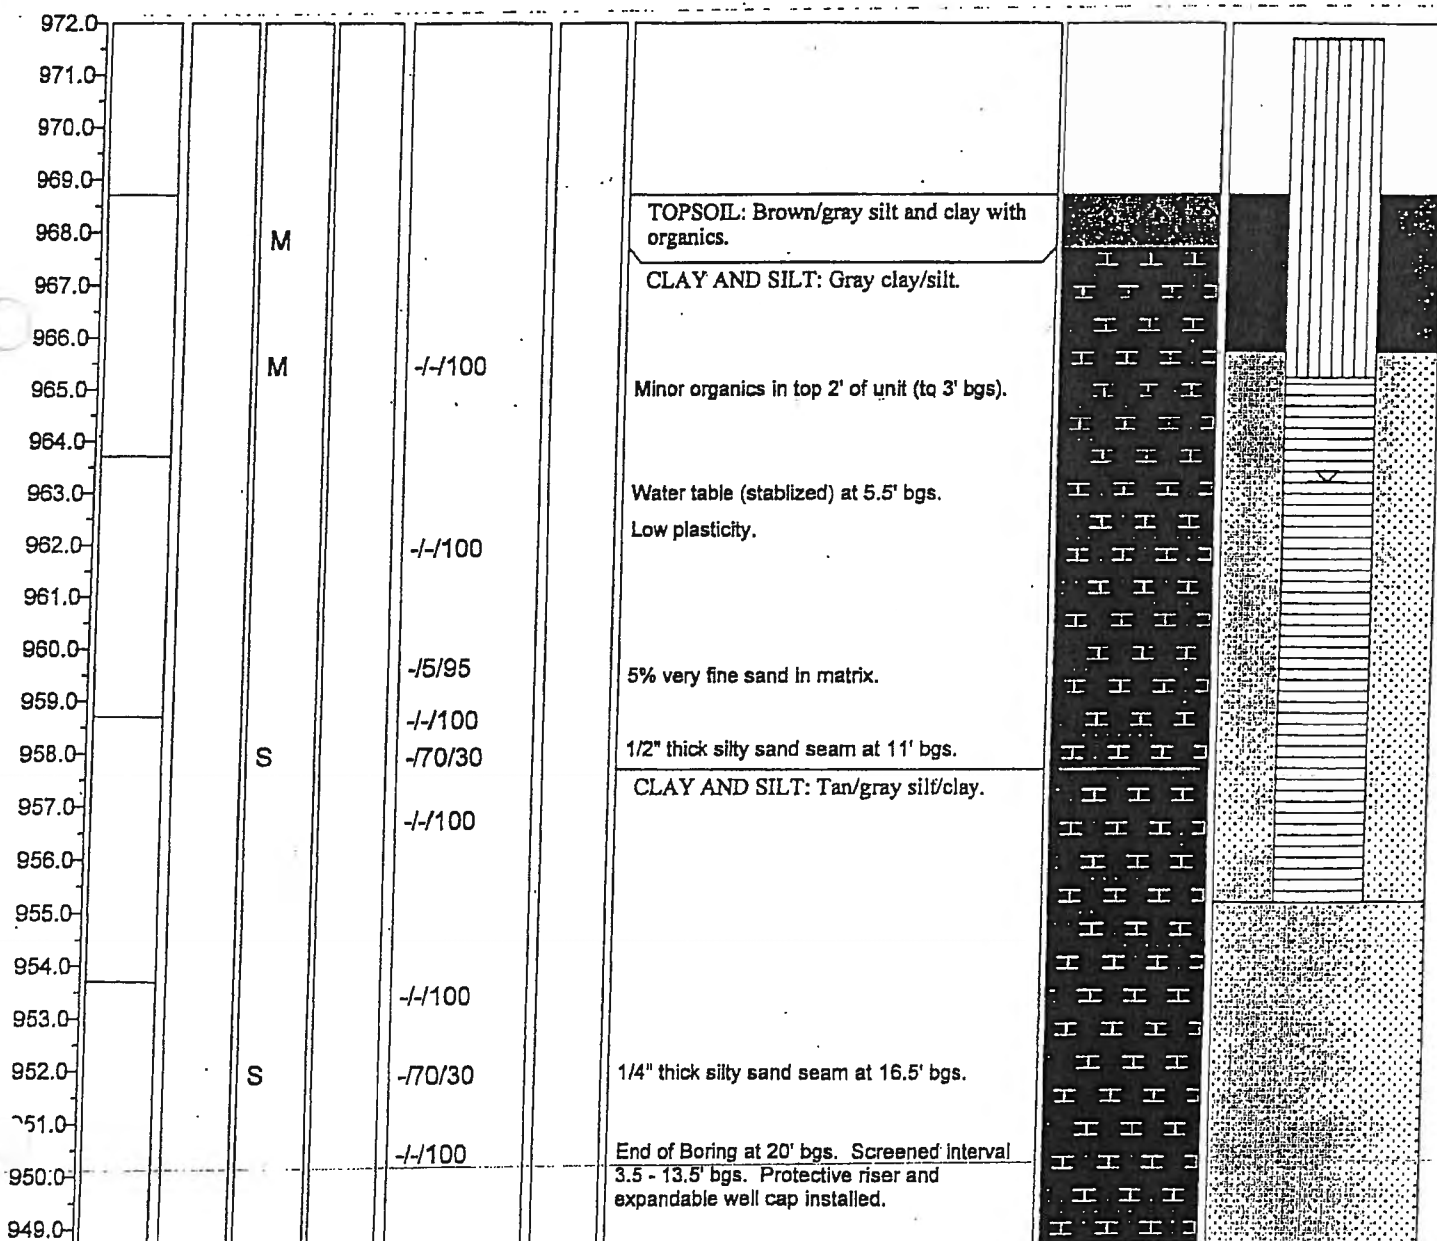 972.0
971.0
970.0
969.0
TOPSOIL: Brown/gray silt and clay with
968.0
M
organics.
967.0
CLAY AND SILT: Gray clay/silt.
966.0
M
-/-/100
965.0
Minor organics in top 2' of unit (to 3' bgs).
964.0
963.0
Water table (stablized) at 5.5' bgs.
Low plasticity.
962.0
-/-/100
961.0
960.0
-/5/95
5% very fine sand in matrix.
959.0
-/-/100
958.0
S
-/70/30
1/2" thick silty sand seam at 11' bgs.
CLAY AND SILT: Tan/gray silt/clay.
957.0
-/-/100
956.0
955.0
954.0
-/-/100
953.0
952.0
S
-/70/30
1/4" thick silty sand seam at 16.5' bgs.
951.0
-/-/100
End of Boring at 20' bgs. Screened interval
950.0
3.5 - 13.5' bgs. Protective riser and
expandable well cap installed.
949.0